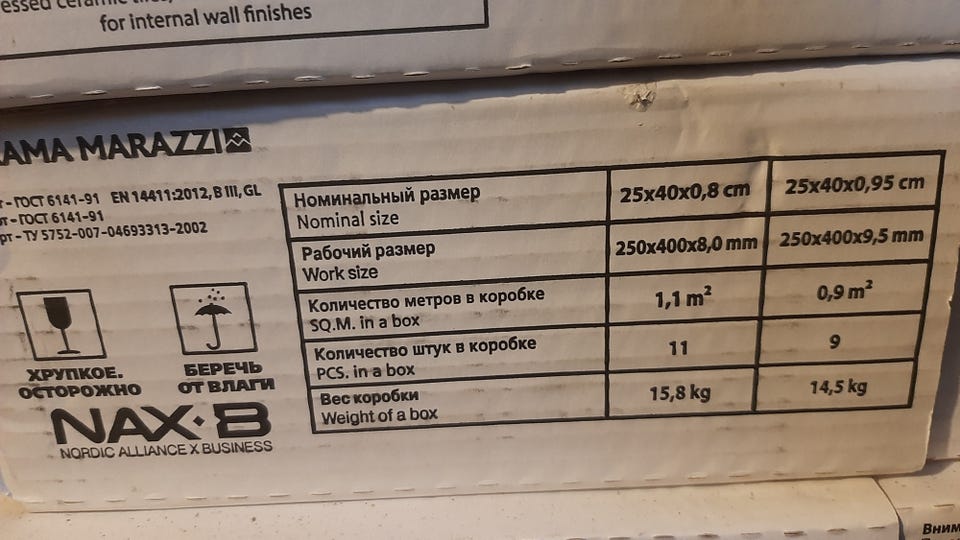 for internal wall finishes
AMA MARAZZI
ГОСТ 6141-91 EN 14411:2012, B III, GL
ГОСТ 6141-91
ТУ 5752-007-04693313-2002
Номинальный размер 25x40x0,8 cm 25x40x0,95 cm
Nominal size
Рабочий размер 250x400x8,0 mm 250x400x9,5 mm
Work size
Количество метров в коробке 1,1 m² 0,9 m²
SQ.M. in a box
Количество штук в коробке 11 9
PCS. in a box
Вес коробки 15,8 kg 14,5 kg
Weight of a box
ХРУПКОЕ.
ОСТОРОЖНО
БЕРЕЧЬ
ОТ ВЛАГИ
NAX·B
NORDIC ALLIANCE X BUSINESS